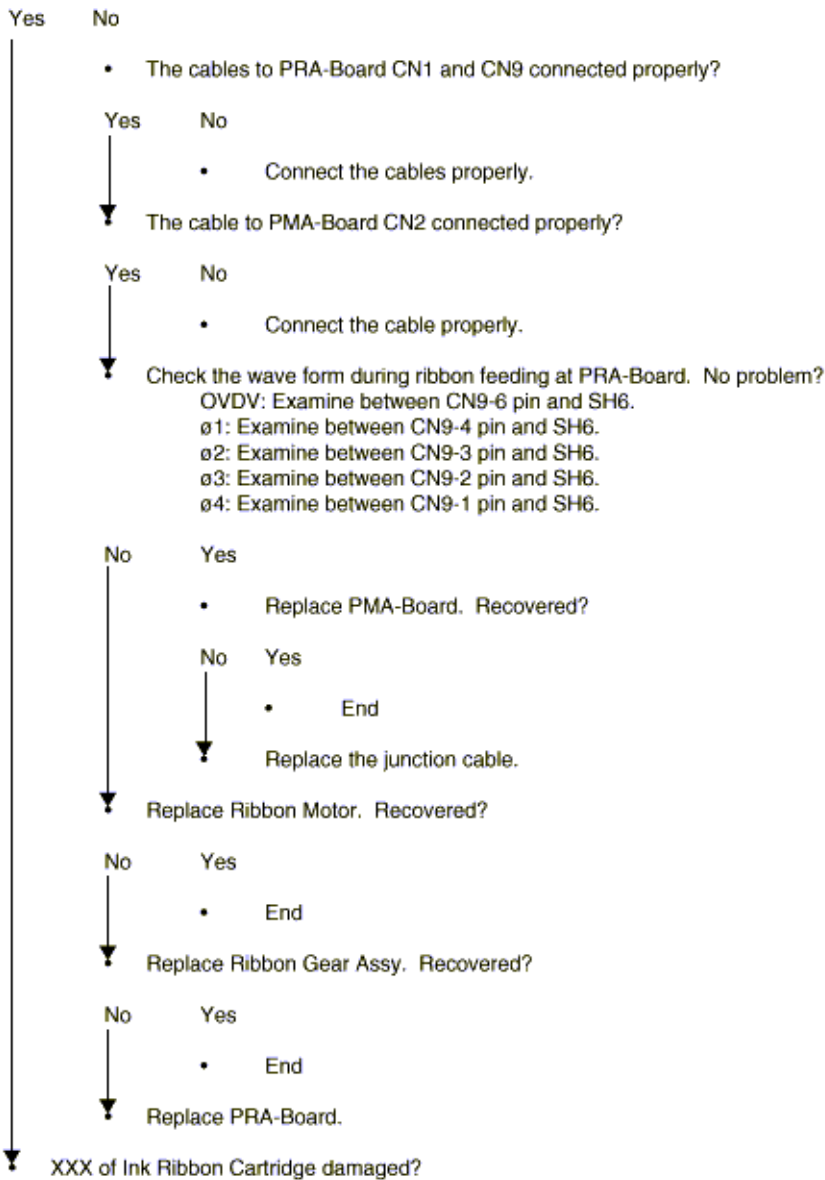 Yes No
• The cables to PRA-Board CN1 and CN9 connected properly?
Yes No
• Connect the cables properly.
• The cable to PMA-Board CN2 connected properly?
Yes No
• Connect the cable properly.
• Check the wave form during ribbon feeding at PRA-Board. No problem?
OVDV: Examine between CN9-6 pin and SH6.
ø1: Examine between CN9-4 pin and SH6.
ø2: Examine between CN9-3 pin and SH6.
ø3: Examine between CN9-2 pin and SH6.
ø4: Examine between CN9-1 pin and SH6.
No Yes
• Replace PMA-Board. Recovered?
No Yes
• End
• Replace the junction cable.
• Replace Ribbon Motor. Recovered?
No Yes
• End
• Replace Ribbon Gear Assy. Recovered?
No Yes
• End
• Replace PRA-Board.
• XXX of Ink Ribbon Cartridge damaged?